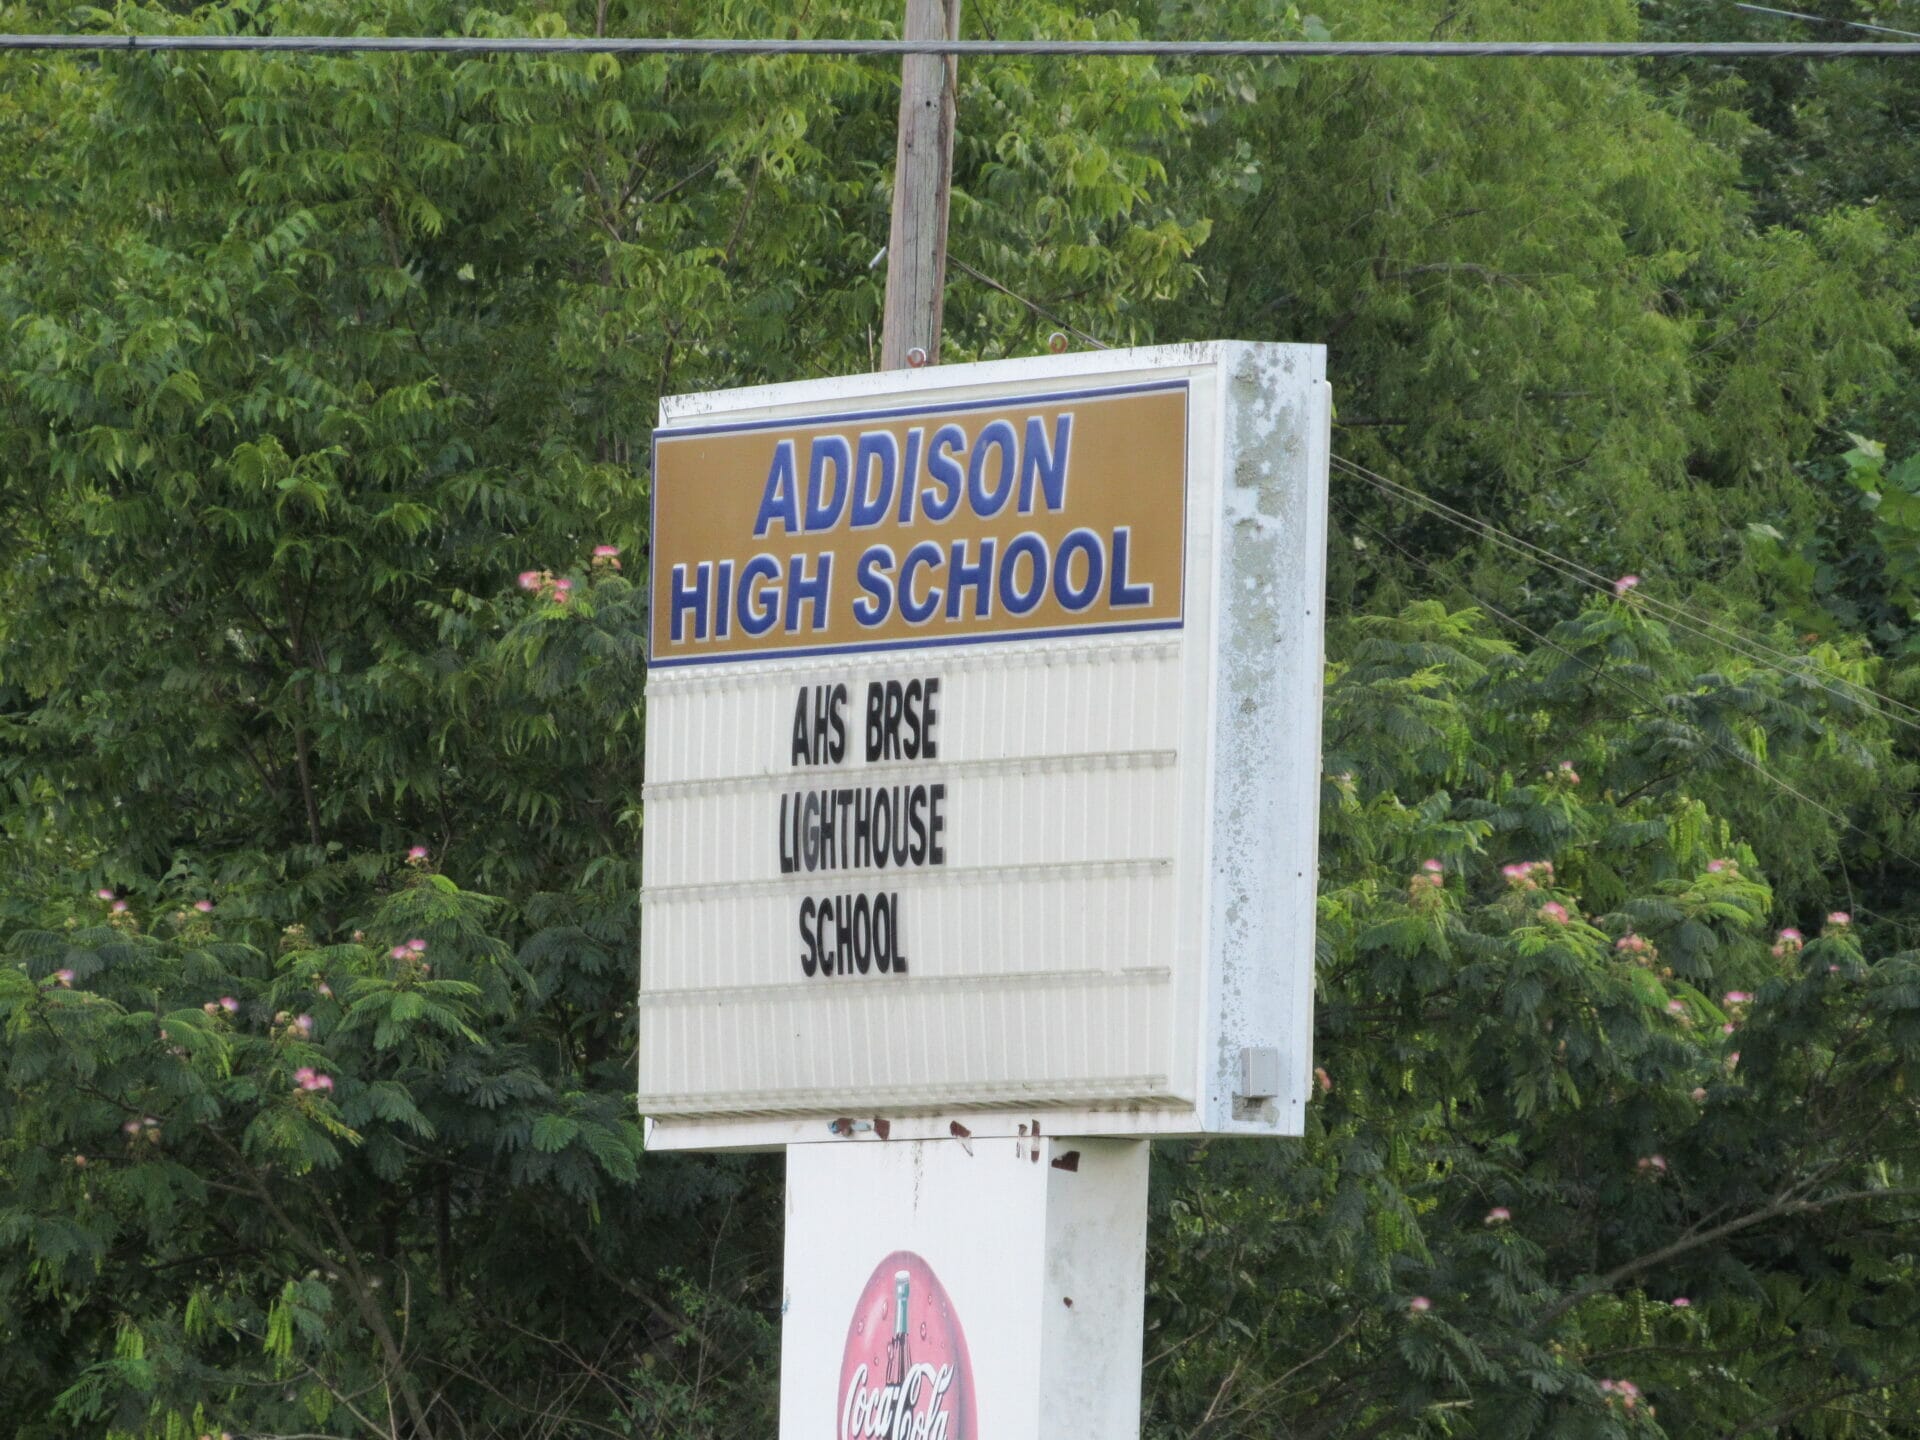 ADDISON
HIGH SCHOOL
AHS BRSE
LIGHTHOUSE
SCHOOL
Coca-Cola